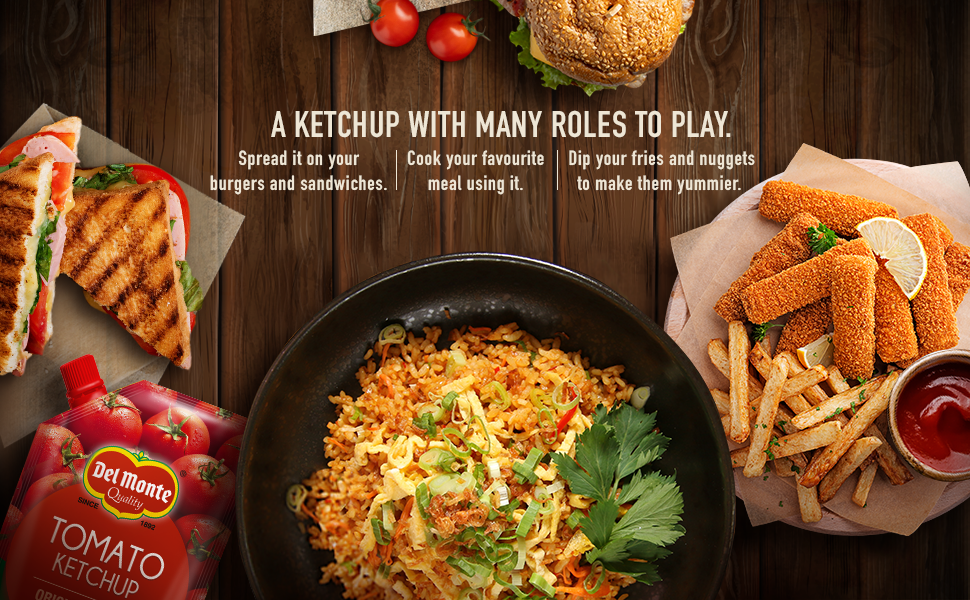 A KETCHUP WITH MANY ROLES TO PLAY.
Spread it on your
burgers and sandwiches.
Cook your favourite
meal using it.
Dip your fries and nuggets
to make them yummier.
Del Monte
Quality
SINCE 1892
TOMATO
KETCHUP